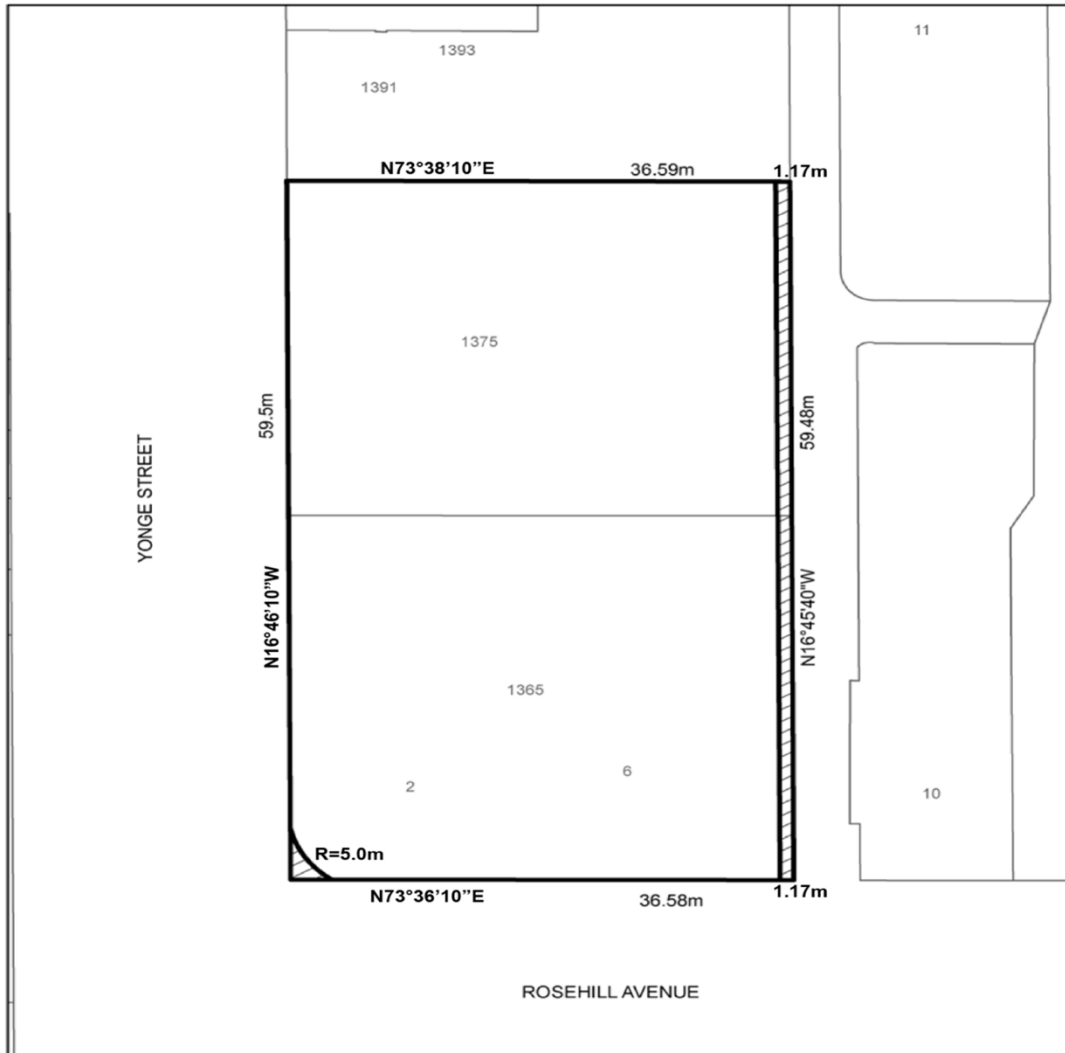 11
1393
1391
N73°38’10”E
36.59m
1.17m
1375
59.5m
59.48m
YONGE STREET
N16°46’10”W
N16°45'40"W
1365
6
2
10
R=5.0m
N73°36’10”E
36.58m
1.17m
ROSEHILL AVENUE